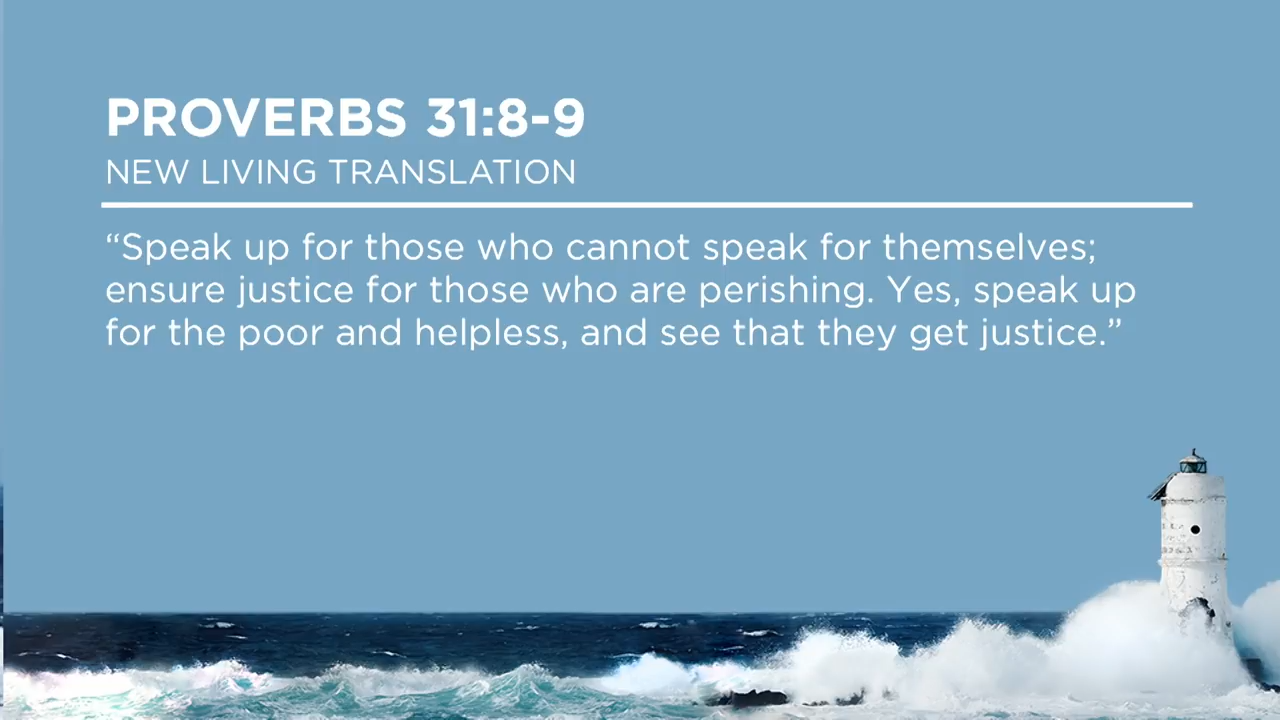 PROVERBS 31:8-9
NEW LIVING TRANSLATION
“Speak up for those who cannot speak for themselves;
ensure justice for those who are perishing. Yes, speak up
for the poor and helpless, and see that they get justice.”